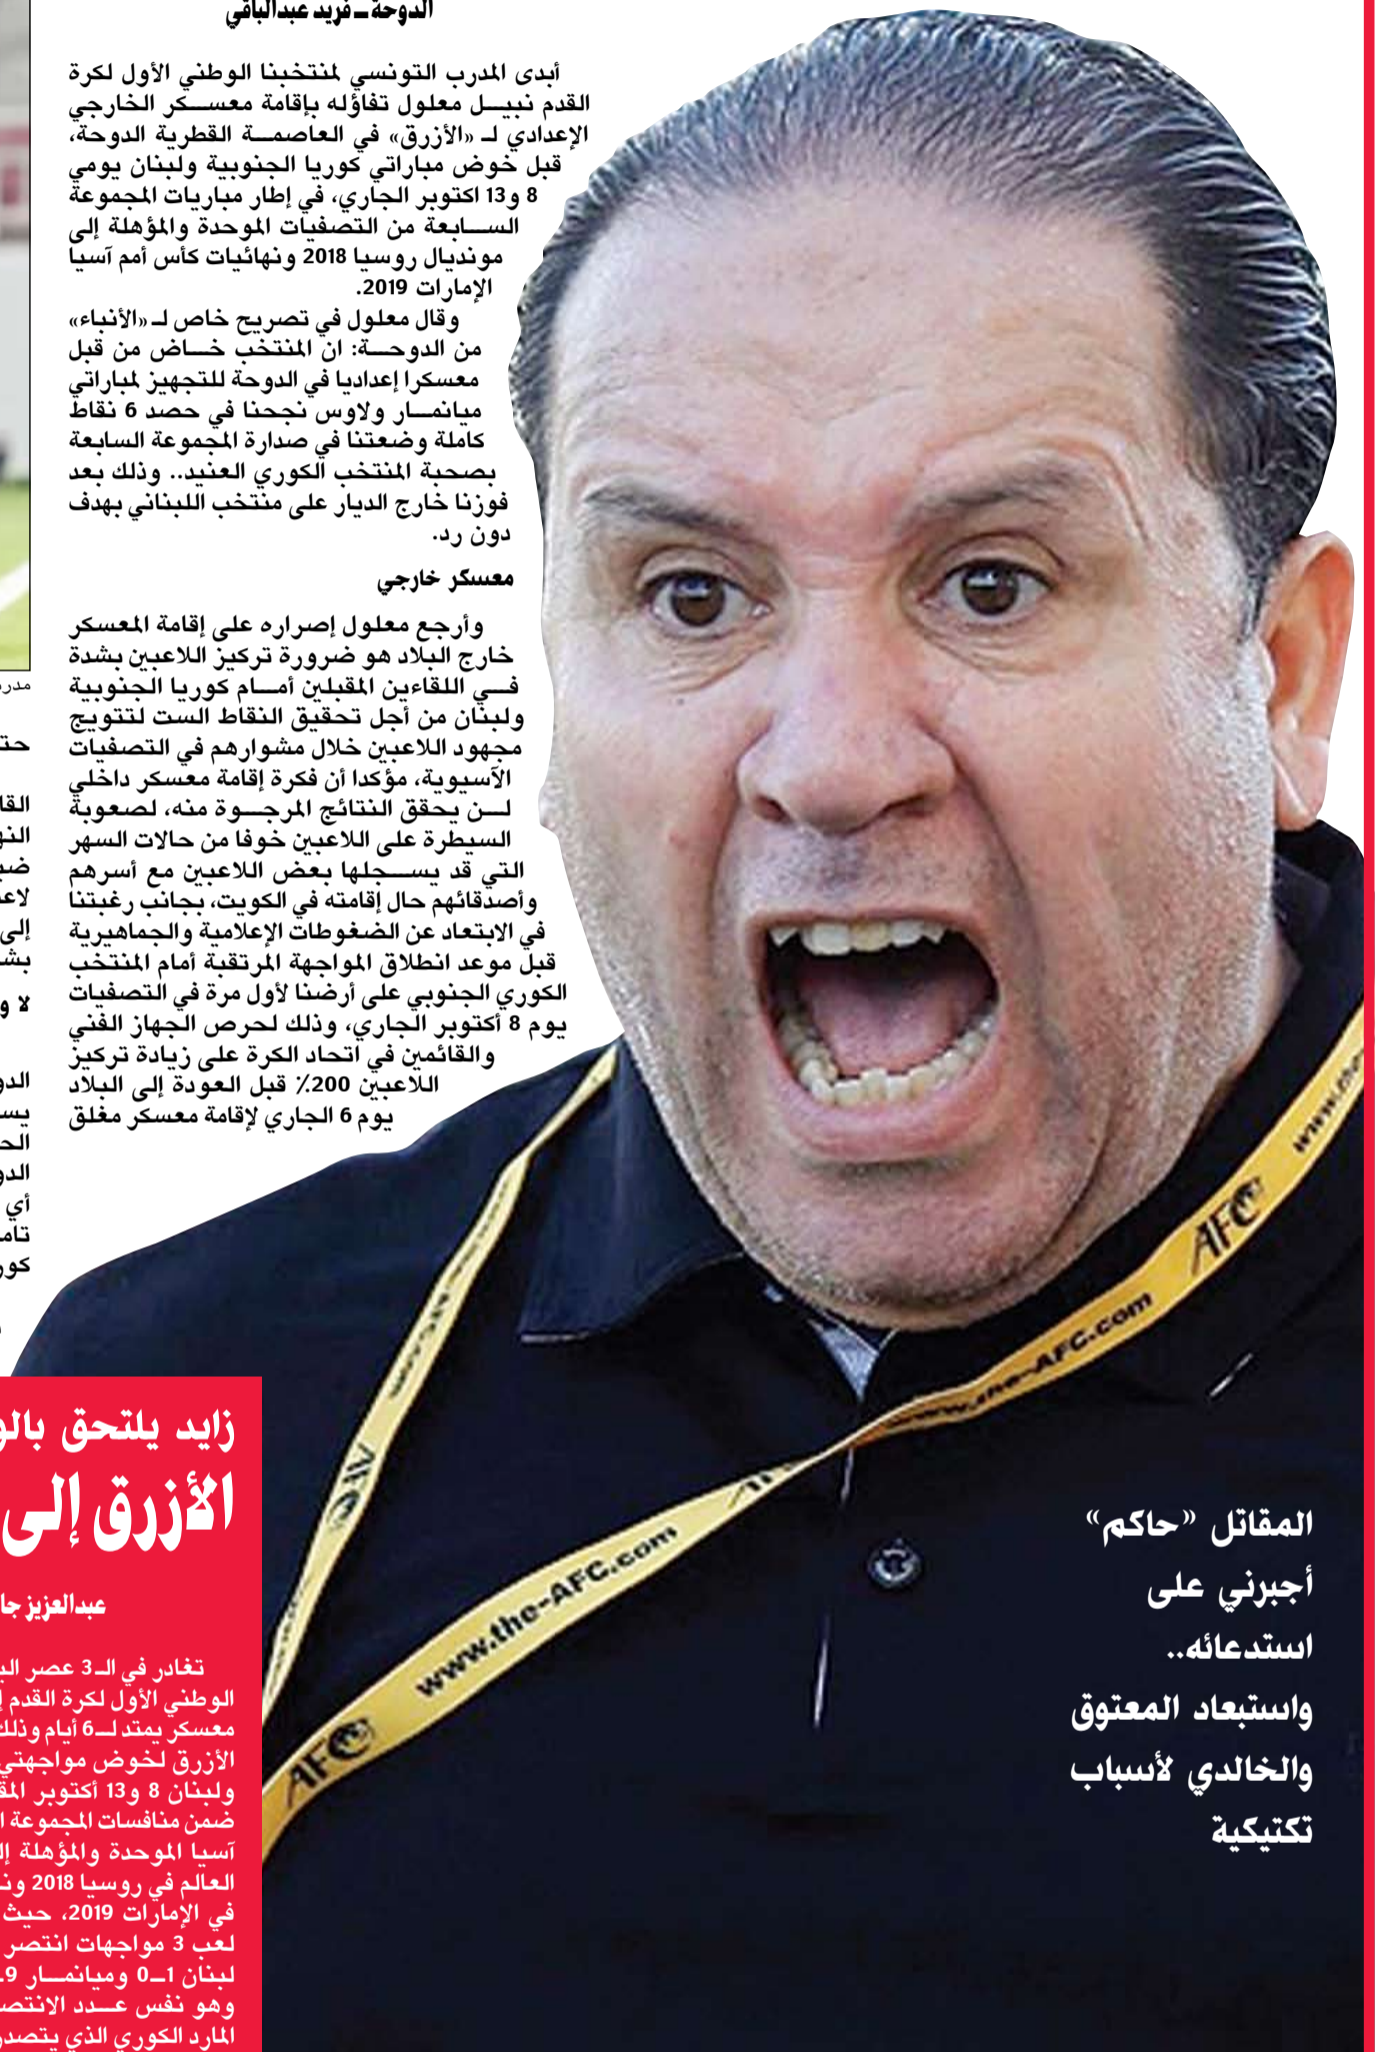 الدوحة ـ فريد عبدالباقي
أبدى المدرب التونسي لمنتخبنا الوطني الأول لكرة
القدم نبيل معلول تفاؤله بإقامة معسكر الخارجي
الإعدادي لـ «الأزرق» في العاصمة القطرية الدوحة،
قبل خوض مباراتي كوريا الجنوبية ولبنان يومي
8 و13 اكتوبر الجاري، في إطار مباريات المجموعة
السابعة من التصفيات الموحدة والمؤهلة إلى
مونديال روسيا 2018 ونهائيات كأس أمم آسيا
الإمارات 2019.
وقال معلول في تصريح خاص لـ «الأنباء»
من الدوحة: ان المنتخب خاض من قبل
معسكرا إعداديا في الدوحة للتجهيز لمباراتي
ميانمار ولاوس نجحنا في حصد 6 نقاط
كاملة وضعتنا في صدارة المجموعة السابعة
بصحبة المنتخب الكوري العنيد.. وذلك بعد
فوزنا خارج الديار على منتخب اللبناني بهدف
دون رد.
معسكر خارجي
وأرجع معلول إصراره على إقامة المعسكر
خارج البلاد هو ضرورة تركيز اللاعبين بشدة
في اللقاءين المقبلين أمام كوريا الجنوبية
ولبنان من أجل تحقيق النقاط الست لتتويج
مجهود اللاعبين خلال مشوارهم في التصفيات
الآسيوية، مؤكدا أن فكرة إقامة معسكر داخلي
لن يحقق النتائج المرجوة منه، لصعوبة
السيطرة على اللاعبين خوفا من حالات السهر
التي قد يسجلها بعض اللاعبين مع أسرهم
وأصدقائهم حال إقامته في الكويت، بجانب رغبتنا
في الابتعاد عن الضغوطات الإعلامية والجماهيرية
قبل موعد انطلاق المواجهة المرتقبة أمام المنتخب
الكوري الجنوبي على أرضنا لأول مرة في التصفيات
يوم 8 أكتوبر الجاري، وذلك لحرص الجهاز الفني
والقائمين في اتحاد الكرة على زيادة تركيز
اللاعبين 200٪ قبل العودة إلى البلاد
يوم 6 الجاري لإقامة معسكر مغلق
المقاتل «حاكم»
أجبرني على
استدعائه..
واستبعاد المعتوق
والخالدي لأسباب
تكتيكية
AFC
www.the-AFC.com
www.the-AFC.com
AFC
زايد يلتحق
الأزرق إلى
عبدالعزيز
تغادر في الـ 3 عصر
الوطني الأول لكرة القدم
معسكر يمتد لـ 6 أيام وذلك
الأزرق لخوض مواجهتي
ولبنان 8 و13 أكتوبر
ضمن منافسات المجموعة
آسيا الموحدة والمؤهلة
العالم في روسيا 2018
في الإمارات 2019، حيث
لعب 3 مواجهات انتصر
لبنان 1ـ0 وميانمار 9
وهو نفس عدد
المارد الكوري الذي